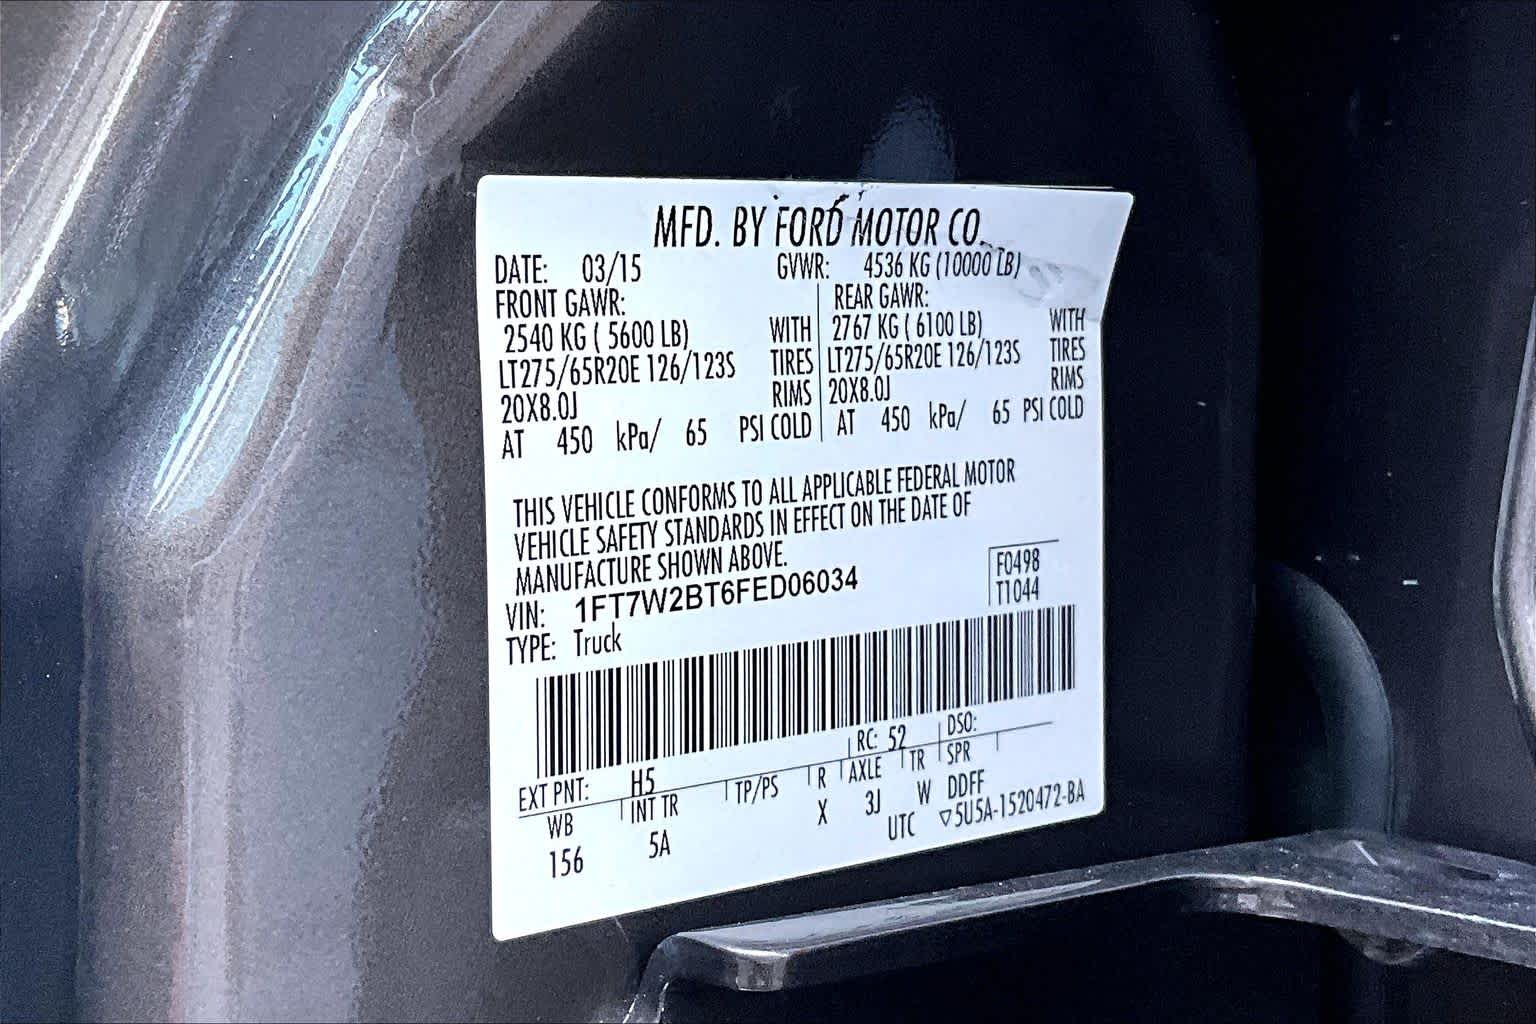 MFD. BY FORD MOTOR CO.
DATE: 03/15 GVWR: 4536 KG (10000 LB)
FRONT GAWR: REAR GAWR:
2540 KG ( 5600 LB) WITH 2767 KG ( 6100 LB) WITH
LT275/65R20E 126/123S TIRES LT275/65R20E 126/123S TIRES
20X8.0J RIMS 20X8.0J RIMS
AT 450 kPa/ 65 PSI COLD AT 450 kPa/ 65 PSI COLD
THIS VEHICLE CONFORMS TO ALL APPLICABLE FEDERAL MOTOR
VEHICLE SAFETY STANDARDS IN EFFECT ON THE DATE OF
MANUFACTURE SHOWN ABOVE.
VIN: 1FT7W2BT6FED06034 F0498
TYPE: Truck T1044
EXT PNT: H5 RC: 52 DSO:
WB INT TR TP/PS R AXLE TR SPR
156 5A X 3J W DDFF
UTC ▽5U5A-1520472-BA